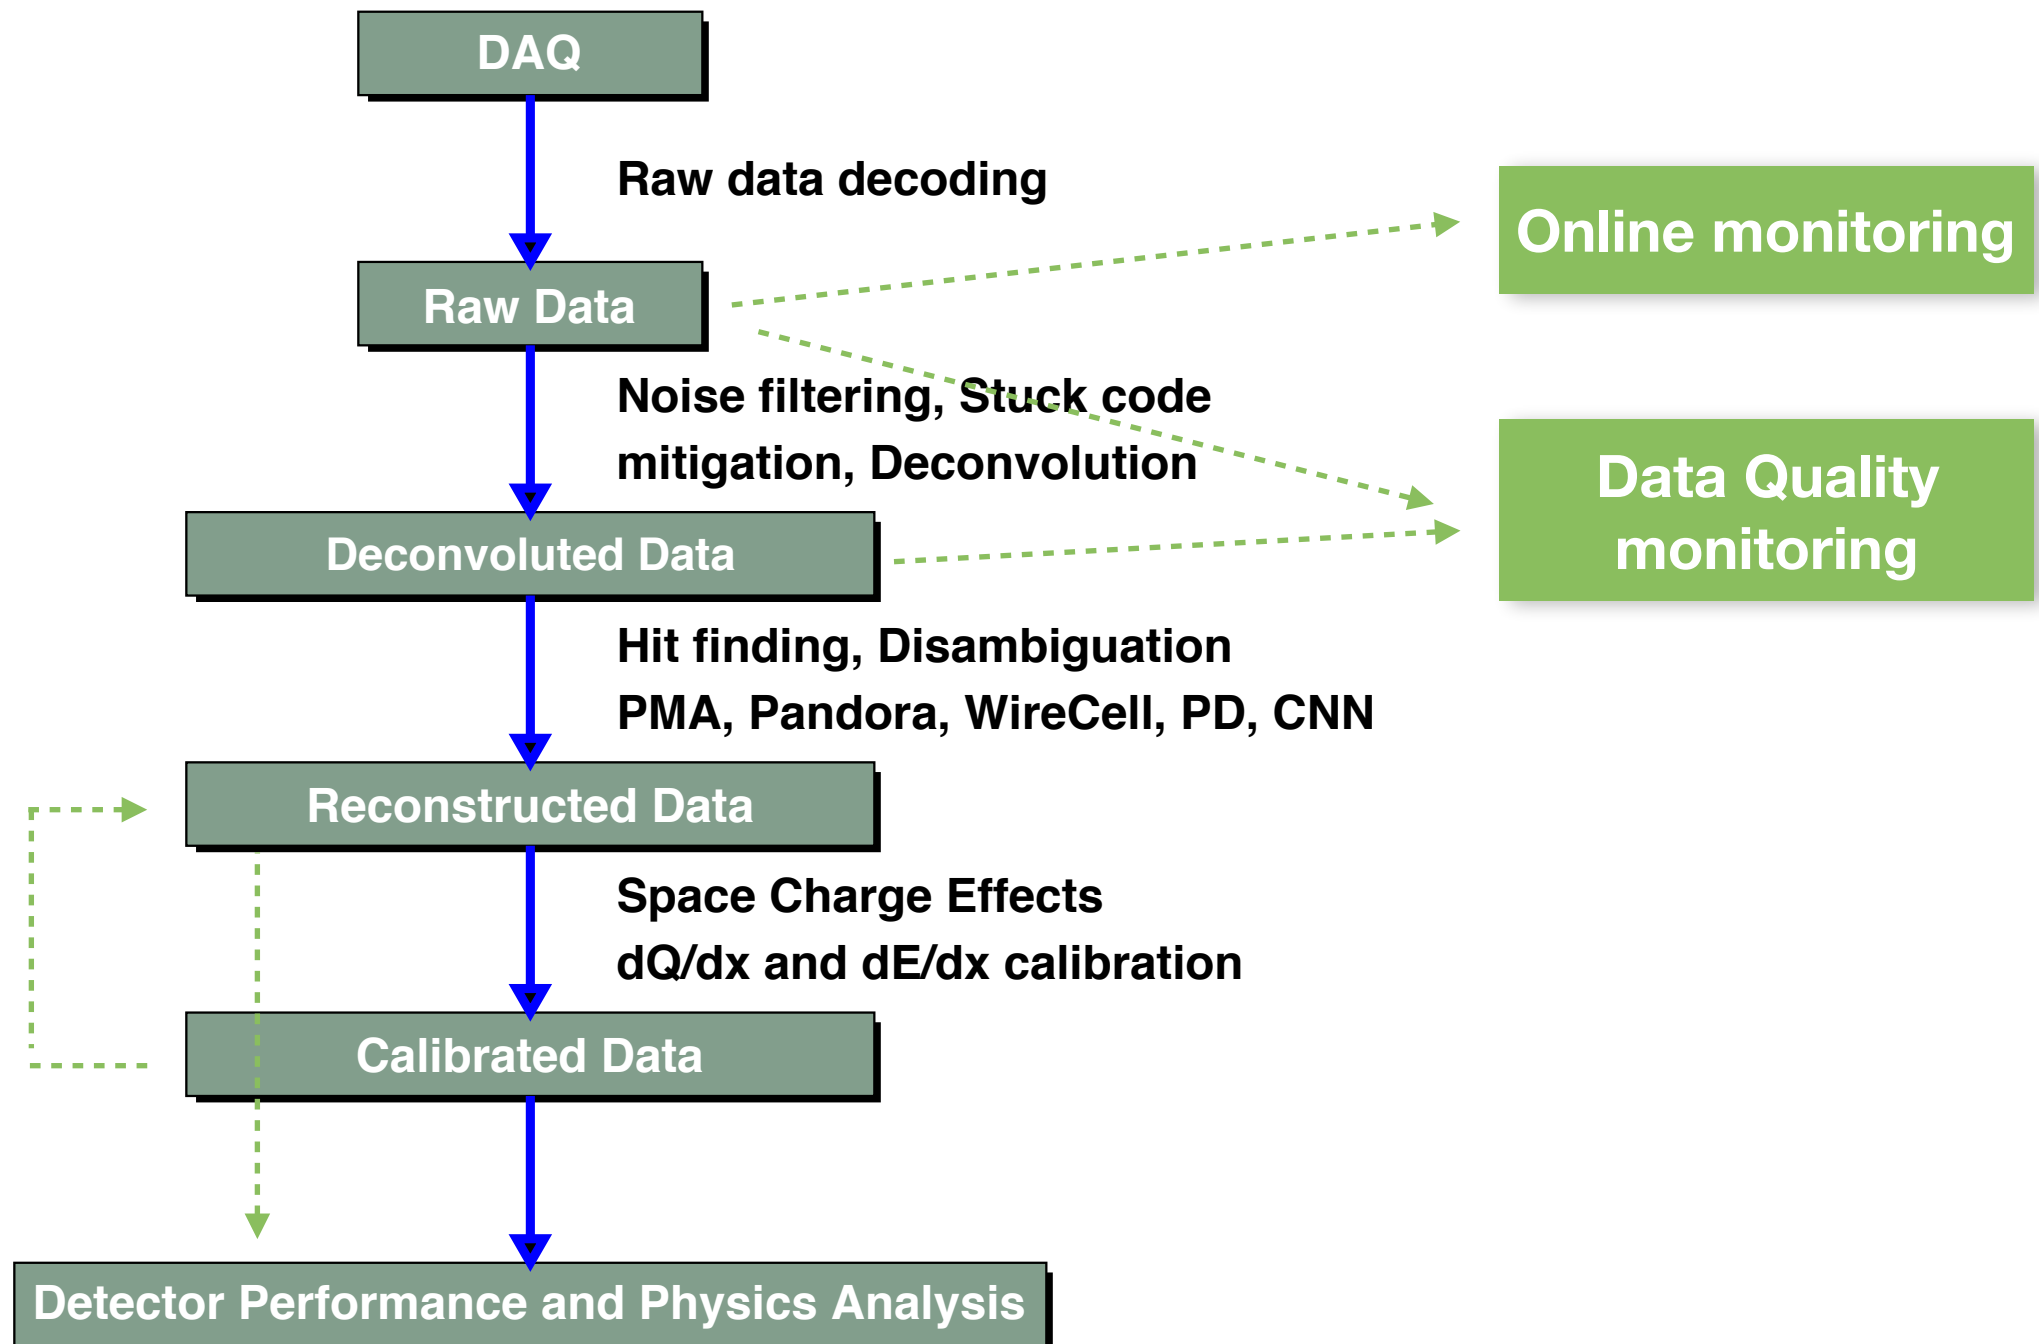 DAQ
Raw data decoding
Online monitoring
Raw Data
Noise filtering, Stuck code
mitigation, Deconvolution
Data Quality
monitoring
Deconvoluted Data
Hit finding, Disambiguation
PMA, Pandora, WireCell, PD, CNN
Reconstructed Data
Space Charge Effects
dQ/dx and dE/dx calibration
Calibrated Data
Detector Performance and Physics Analysis